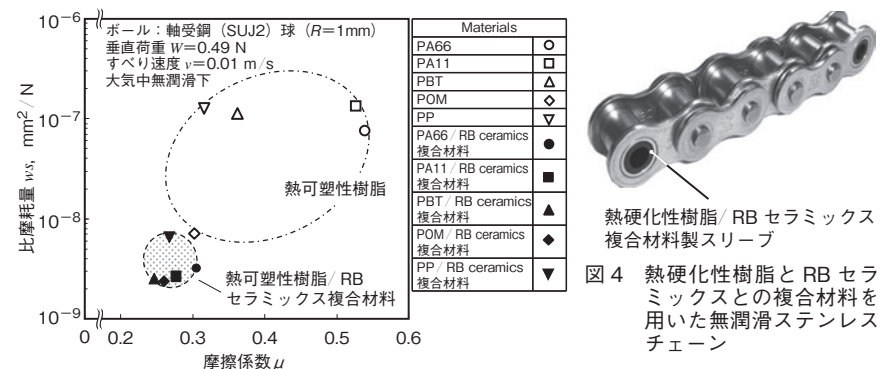 10−6
10−7
10−8
10−9
比摩耗量 ws, mm2 / N
ボール：軸受鋼（SUJ2）球（R＝1mm）
垂直荷重 W＝0.49 N
すべり速度 v＝0.01 m/s
大気中無潤滑下
熱可塑性樹脂
熱可塑性樹脂/ RB
セラミックス複合材料
0 0.2 0.3 0.4 0.5 0.6
摩擦係数μ
Materials
PA66
PA11
PBT
POM
PP
PA66 / RB ceramics
複合材料
PA11 / RB ceramics
複合材料
PBT / RB ceramics
複合材料
POM / RB ceramics
複合材料
PP / RB ceramics
複合材料
熱硬化性樹脂/ RB セラミックス
複合材料製スリーブ
図 4 熱硬化性樹脂と RB セラ
ミックスとの複合材料を
用いた無潤滑ステンレス
チェーン